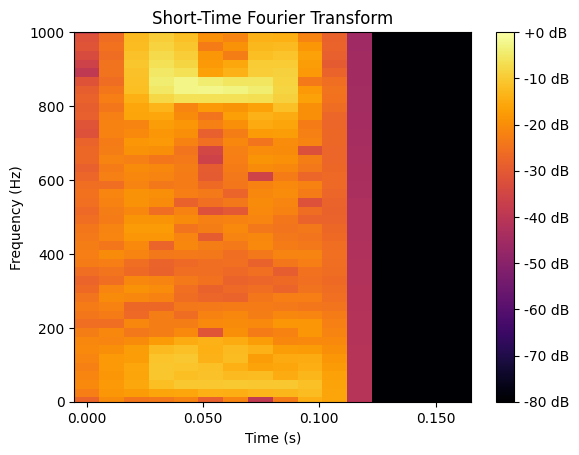 Short-Time Fourier Transform
1000
800
600
400
200
0
Frequency (Hz)
0.000
0.050
0.100
0.150
Time (s)
+0 dB
-10 dB
-20 dB
-30 dB
-40 dB
-50 dB
-60 dB
-70 dB
-80 dB